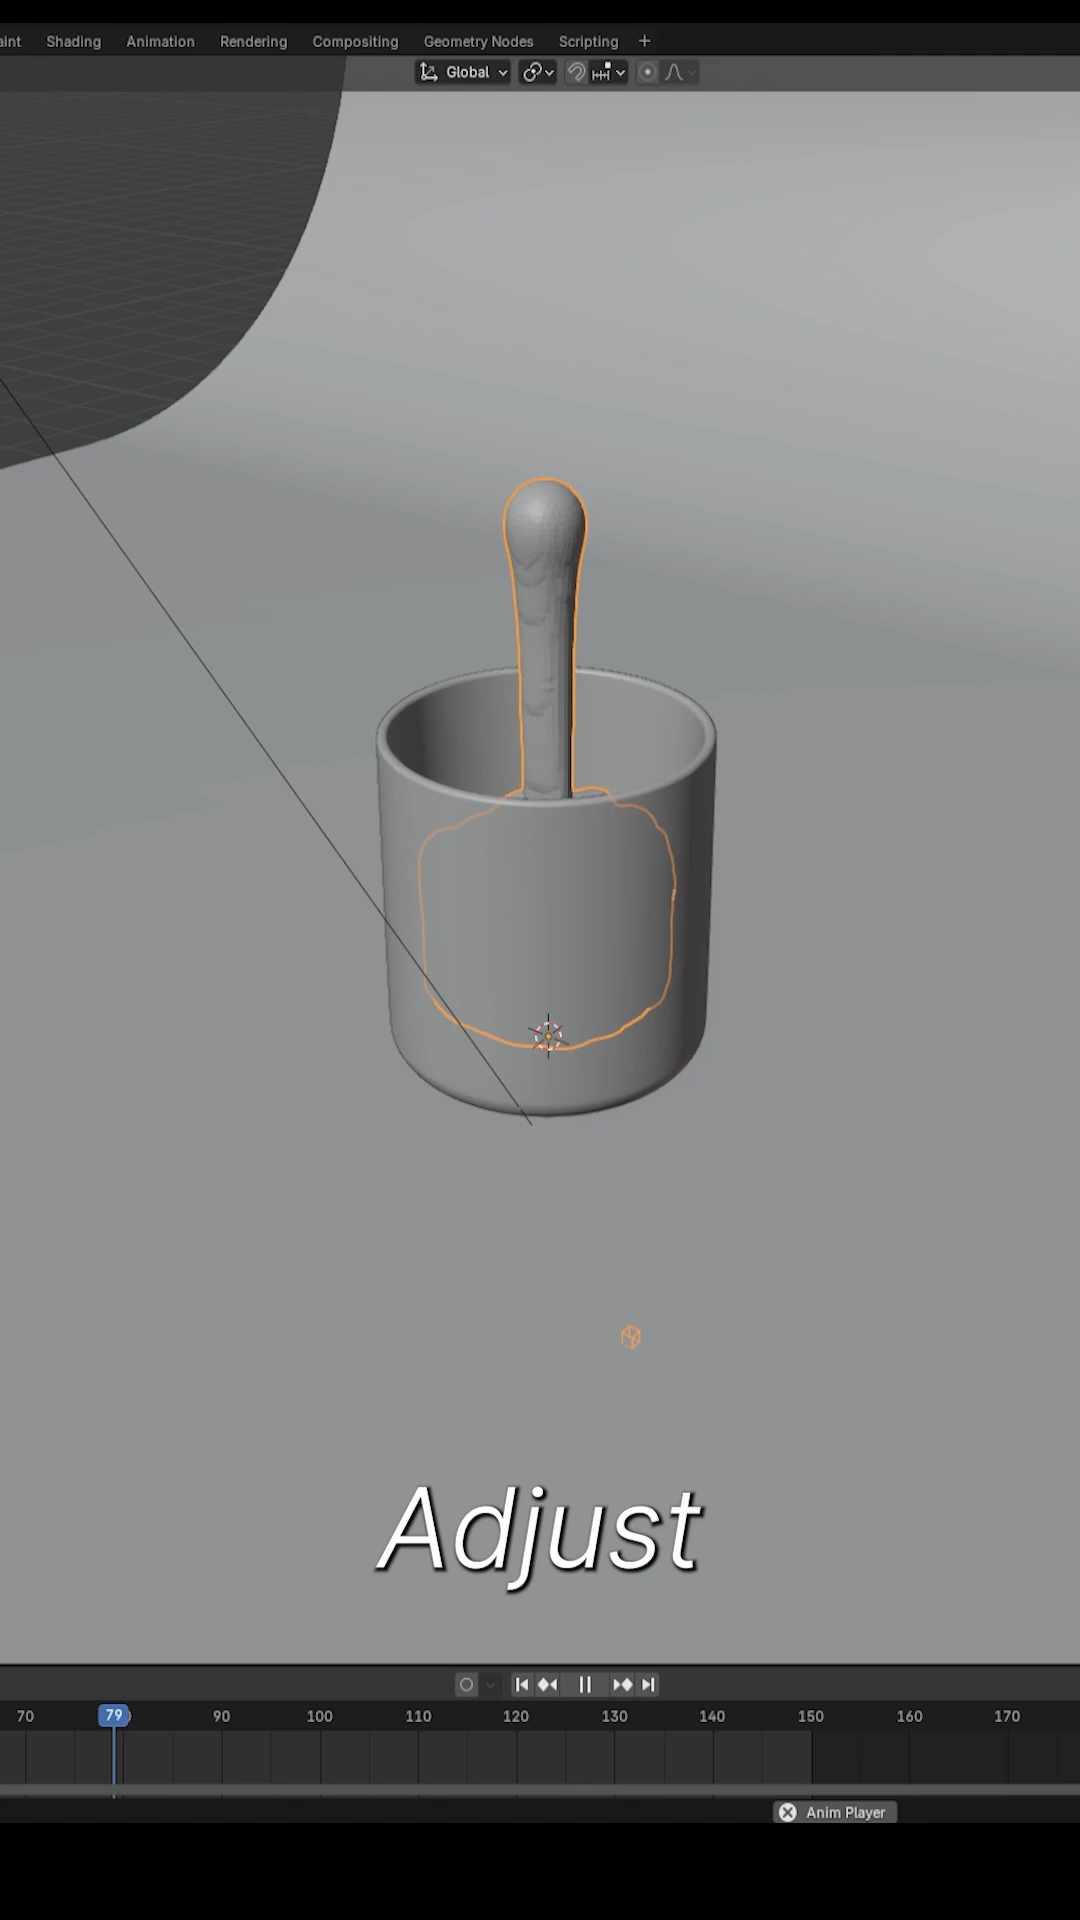 aint Shading Animation Rendering Compositing Geometry Nodes Scripting +
Global
Adjust
70 79 90 100 110 120 130 140 150 160 170
Anim Player